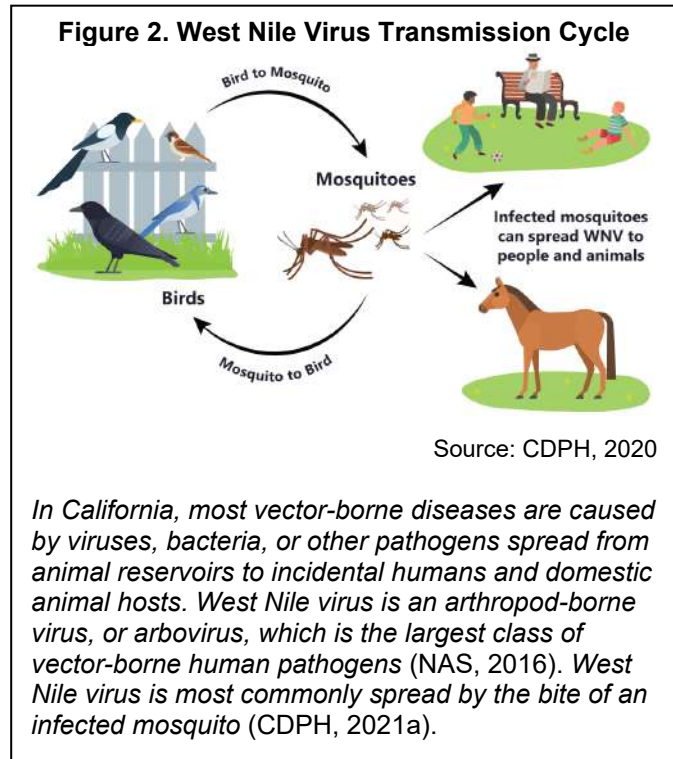 Figure 2. West Nile Virus Transmission Cycle
Bird to Mosquito
Mosquitoes
Infected mosquitoes
can spread WNV to
people and animals
Birds
Mosquito to Bird
Source: CDPH, 2020
In California, most vector-borne diseases are caused
by viruses, bacteria, or other pathogens spread from
animal reservoirs to incidental humans and domestic
animal hosts. West Nile virus is an arthropod-borne
virus, or arbovirus, which is the largest class of
vector-borne human pathogens (NAS, 2016). West
Nile virus is most commonly spread by the bite of an
infected mosquito (CDPH, 2021a).